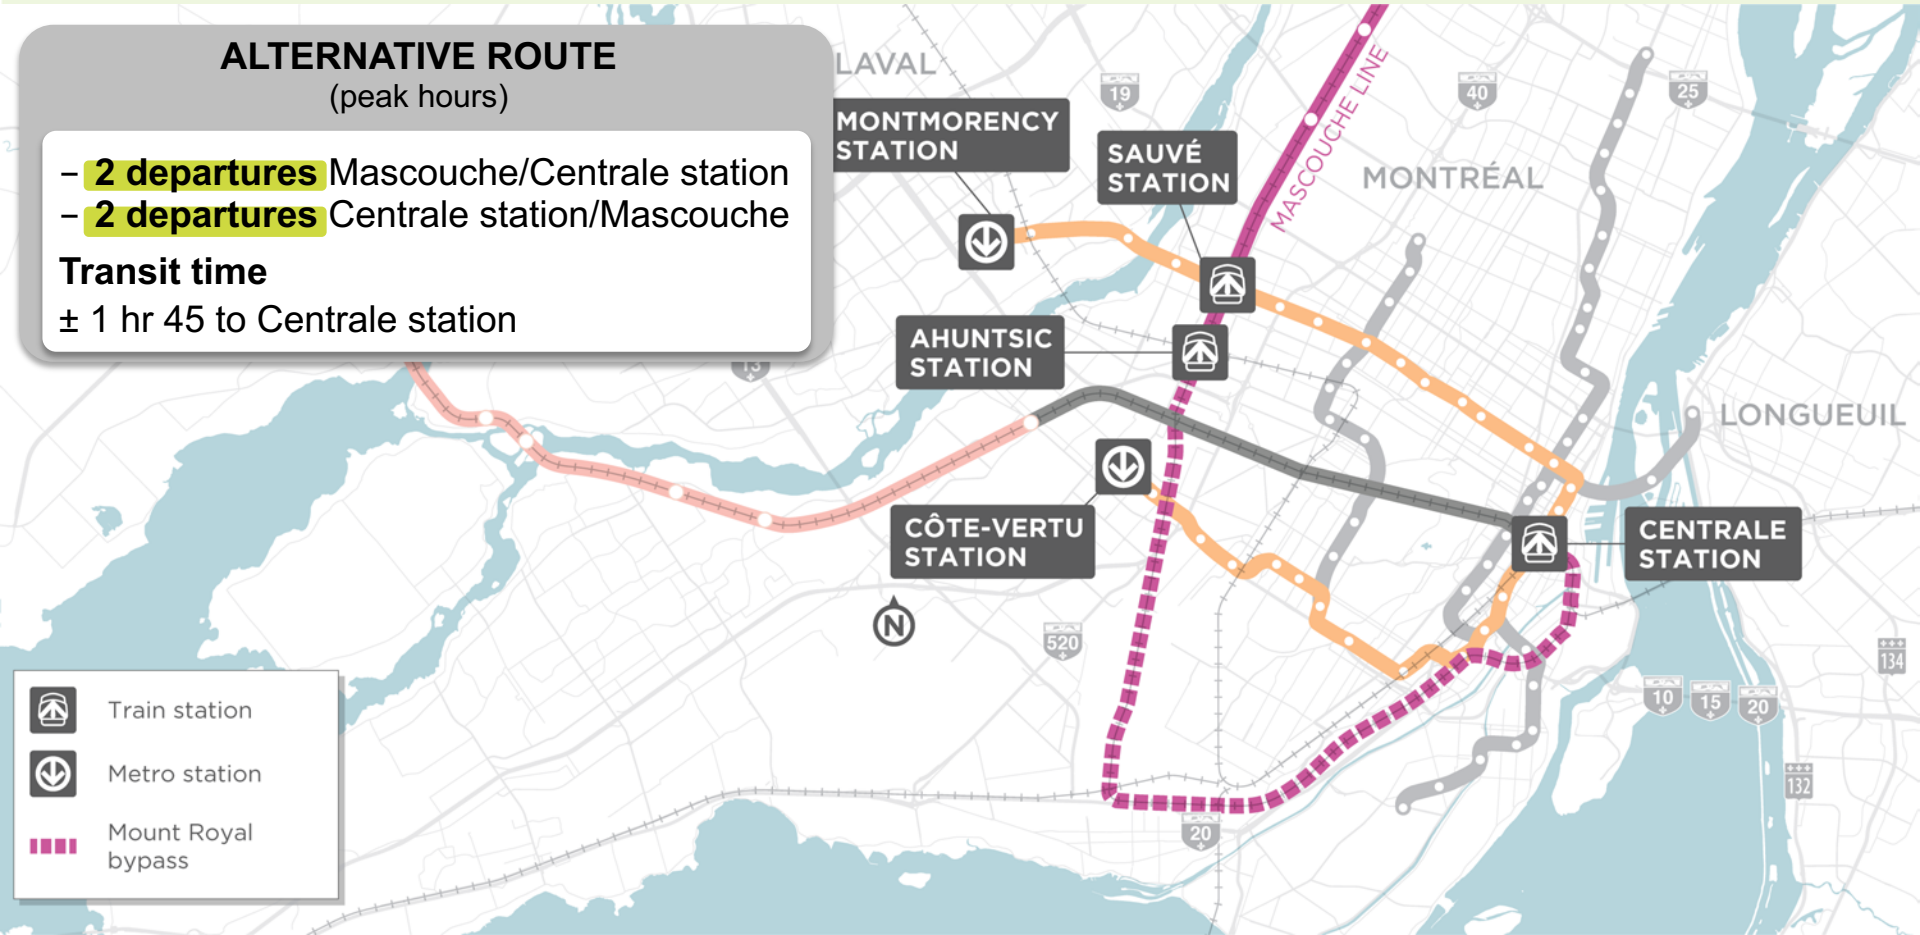 ALTERNATIVE ROUTE
(peak hours)
– 2 departures Mascouche/Centrale station
– 2 departures Centrale station/Mascouche
Transit time
± 1 hr 45 to Centrale station
LAVAL
19
MASCOUCHE LINE
40
25
MONTMORENCY
STATION
SAUVÉ
STATION
MONTRÉAL
AHUNTSIC
STATION
13
LONGUEUIL
CÔTE-VERTU
STATION
CENTRALE
STATION
N
520
134
10
15
20
132
20
Train station
Metro station
Mount Royal
bypass